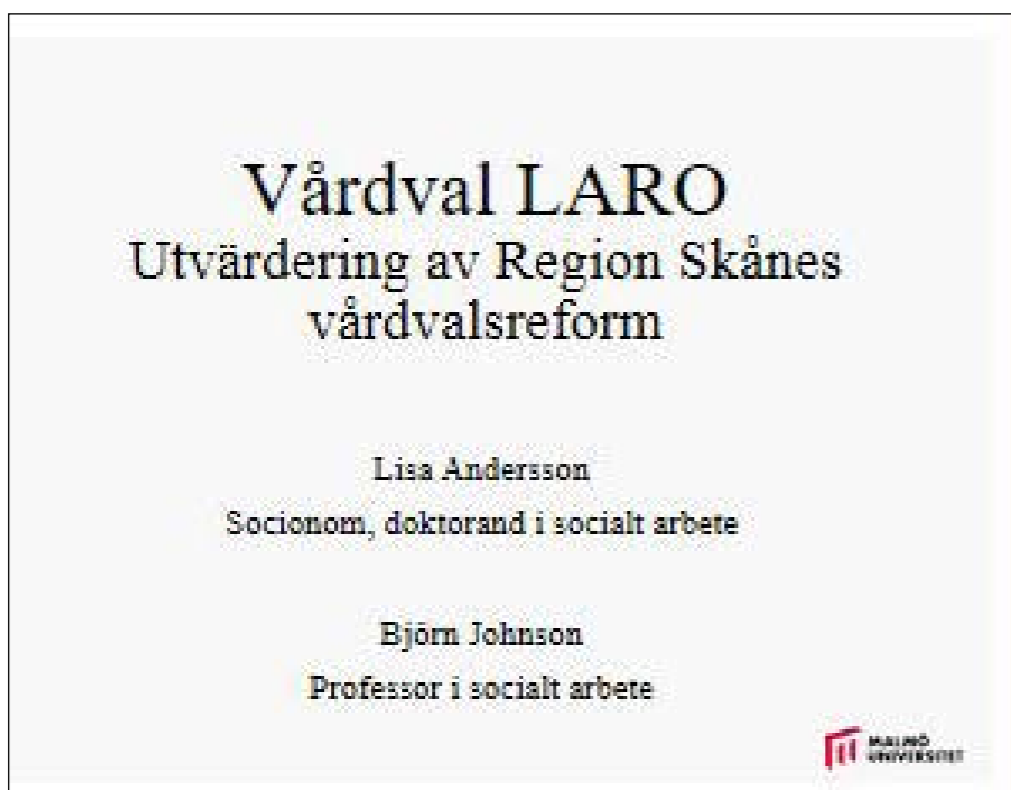 Vårdval LARO
Utvärdering av Region Skånes
vårdvalsreform
Lisa Andersson
Socionom, doktorand i socialt arbete
Björn Johnson
Professor i socialt arbete
MALMÖ
UNIVERSITET